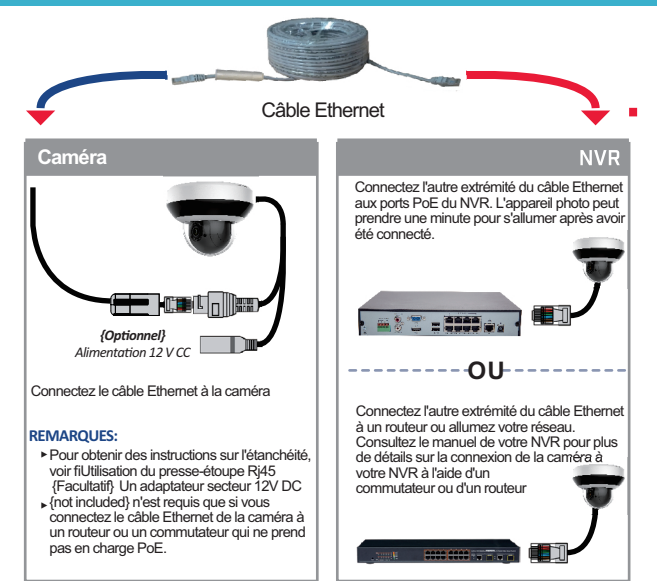 Câble Ethernet
Caméra
{Optionnel}
Alimentation 12 V CC
Connectez le câble Ethernet à la caméra
REMARQUES:
▸Pour obtenir des instructions sur l'étanchéité,
voir fiUtilisation du presse-étoupe Rj45
{Facultatif} Un adaptateur secteur 12V DC
▸{not included} n'est requis que si vous
connectez le câble Ethernet de la caméra à
un routeur ou un commutateur qui ne prend
pas en charge PoE.
NVR
Connectez l'autre extrémité du câble Ethernet
aux ports PoE du NVR. L'appareil photo peut
prendre une minute pour s'allumer après avoir
été connecté.
OU
Connectez l'autre extrémité du câble Ethernet
à un routeur ou allumez votre réseau.
Consultez le manuel de votre NVR pour plus
de détails sur la connexion de la caméra à
votre NVR à l'aide d'un
commutateur ou d'un routeur